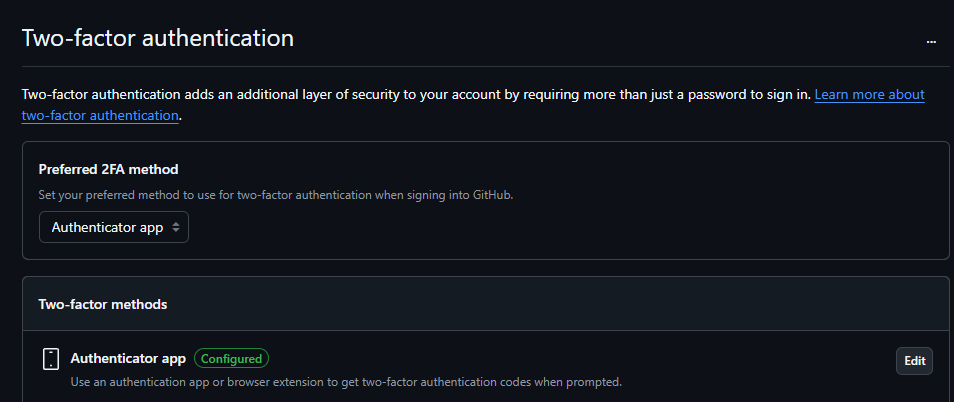 Two-factor authentication
...
Two-factor authentication adds an additional layer of security to your account by requiring more than just a password to sign in. Learn more about
two-factor authentication.
Preferred 2FA method
Set your preferred method to use for two-factor authentication when signing into GitHub.
Authenticator app
Two-factor methods
Authenticator app Configured
Edit
Use an authentication app or browser extension to get two-factor authentication codes when prompted.